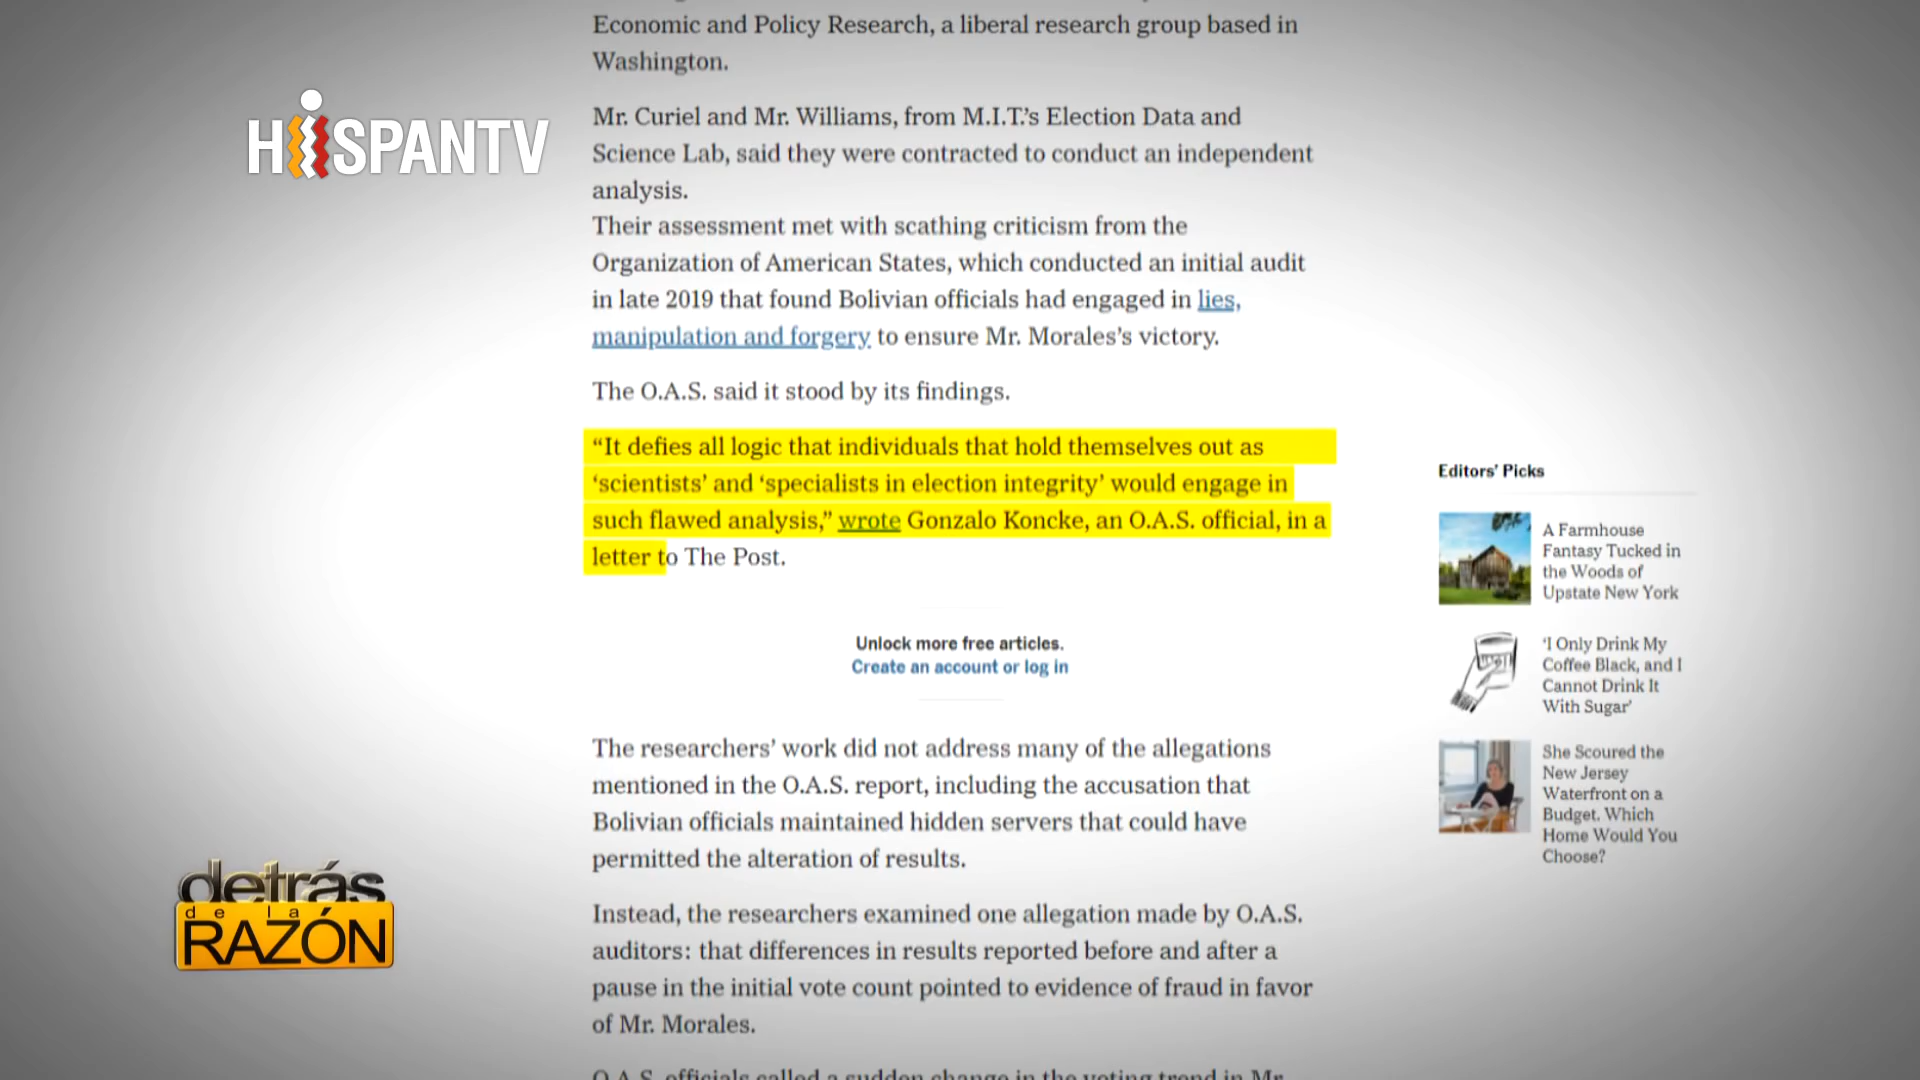 Economic and Policy Research, a liberal research group based in
Washington.
Mr. Curiel and Mr. Williams, from M.I.T.’s Election Data and
Science Lab, said they were contracted to conduct an independent
analysis.
Their assessment met with scathing criticism from the
Organization of American States, which conducted an initial audit
in late 2019 that found Bolivian officials had engaged in lies,
manipulation and forgery to ensure Mr. Morales’s victory.
The O.A.S. said it stood by its findings.
“It defies all logic that individuals that hold themselves out as
‘scientists’ and ‘specialists in election integrity’ would engage in
such flawed analysis,” wrote Gonzalo Koncke, an O.A.S. official, in a
letter to The Post.
Unlock more free articles.
Create an account or log in
The researchers’ work did not address many of the allegations
mentioned in the O.A.S. report, including the accusation that
Bolivian officials maintained hidden servers that could have
permitted the alteration of results.
Instead, the researchers examined one allegation made by O.A.S.
auditors: that differences in results reported before and after a
pause in the initial vote count pointed to evidence of fraud in favor
of Mr. Morales.
O.A.S. officials called a sudden change in the voting trend in Mr.
HISPANTV
detrás
de la
RAZÓN
Editors’ Picks
A Farmhouse
Fantasy Tucked in
the Woods of
Upstate New York
‘I Only Drink My
Coffee Black, and I
Cannot Drink It
With Sugar’
She Scoured the
New Jersey
Waterfront on a
Budget. Which
Home Would You
Choose?